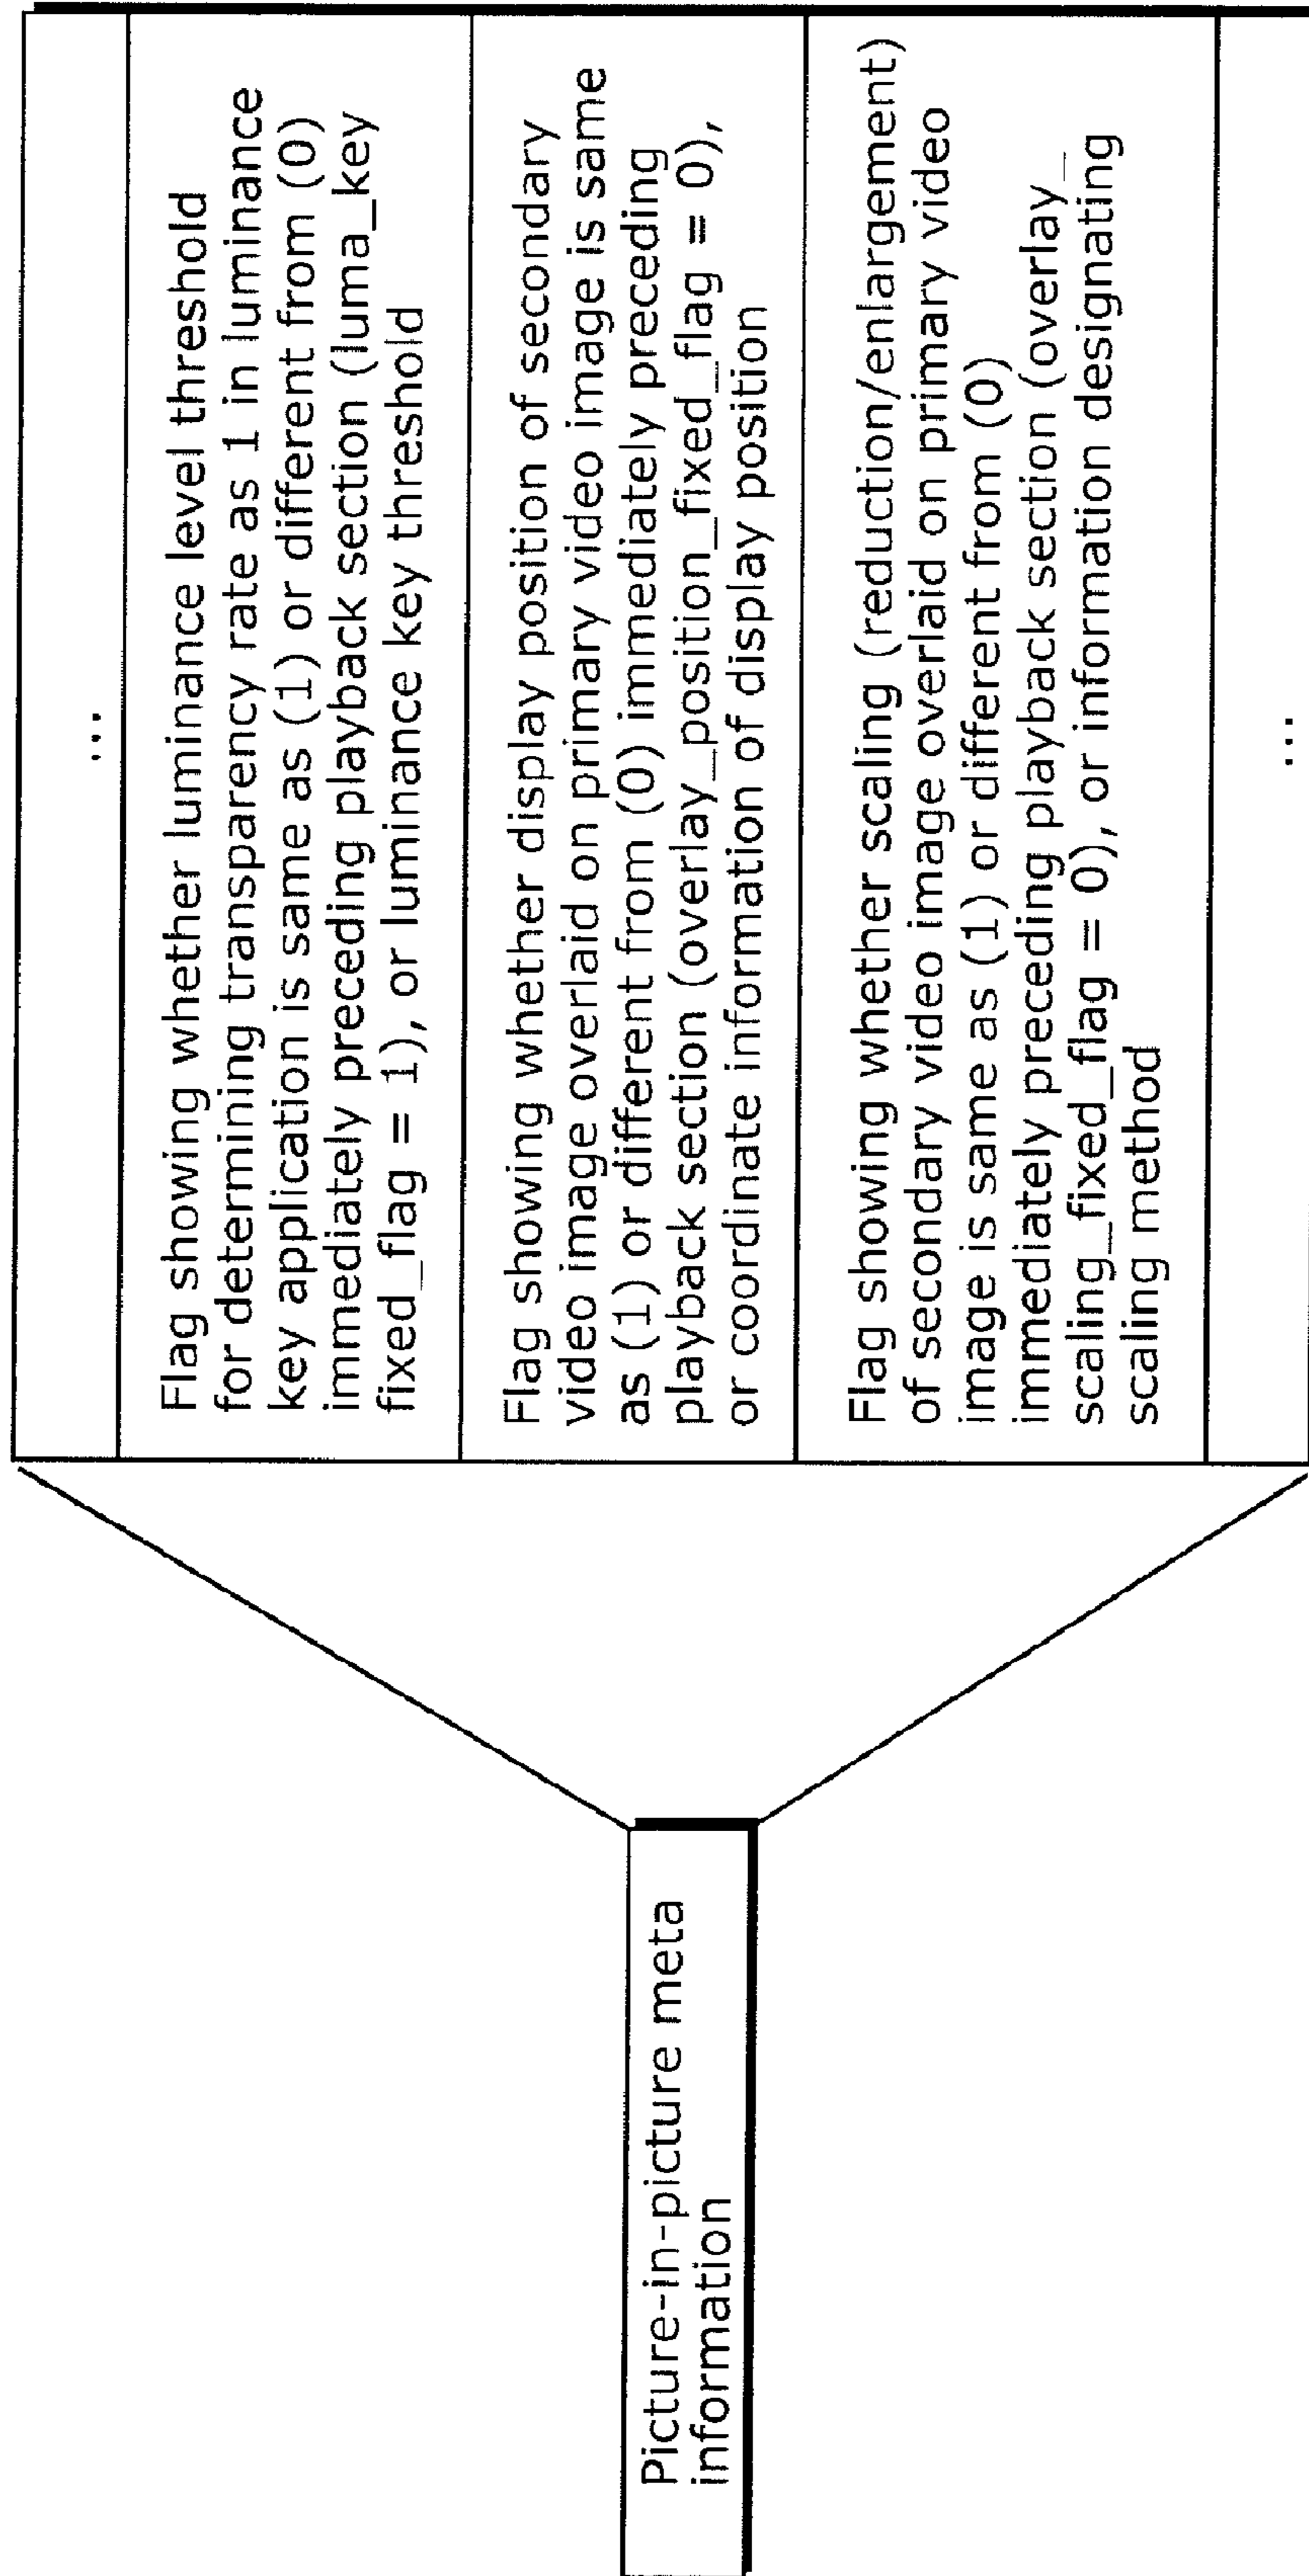 Picture-in-picture meta
information
...
Flag showing whether luminance level threshold
for determining transparency rate as 1 in luminance
key application is same as (1) or different from (0)
immediately preceding playback section (luma_key
fixed_flag = 1), or luminance key threshold
Flag showing whether display position of secondary
video image overlaid on primary video image is same
as (1) or different from (0) immediately preceding
playback section (overlay_position_fixed_flag = 0),
or coordinate information of display position
Flag showing whether scaling (reduction/enlargement)
of secondary video image overlaid on primary video
image is same as (1) or different from (0)
immediately preceding playback section (overlay_
scaling_fixed_flag = 0), or information designating
scaling method
...